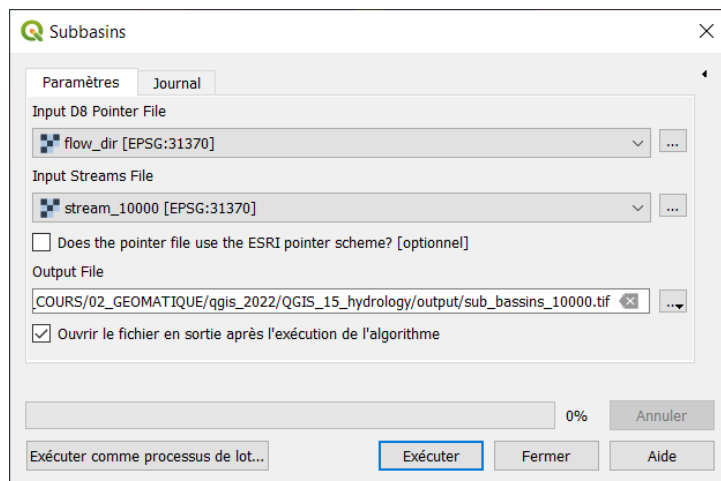 Subbasins
Paramètres
Journal
Input D8 Pointer File
flow_dir [EPSG:31370]
...
Input Streams File
stream_10000 [EPSG:31370]
...
Does the pointer file use the ESRI pointer scheme? [optionnel]
Output File
_COURS/02_GEOMATIQUE/qgis_2022/QGIS_15_hydrology/output/sub_bassins_10000.tif
...
Ouvrir le fichier en sortie après l'exécution de l'algorithme
0%
Annuler
Exécuter comme processus de lot...
Exécuter
Fermer
Aide